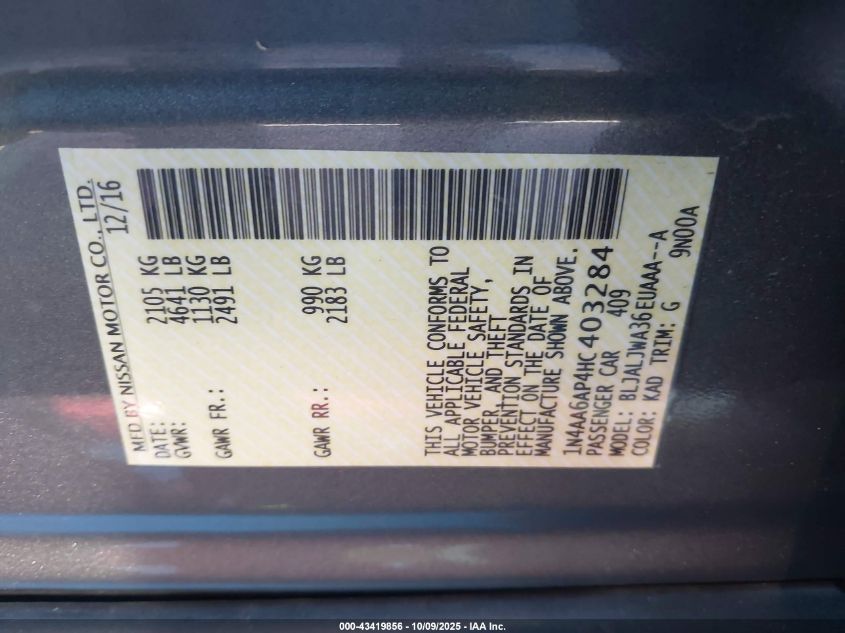 MFD BY NISSAN MOTOR CO., LTD.
DATE: 12/16
GVWR: 2105 KG
4641 LB
GAWR FR.: 1130 KG
2491 LB
GAWR RR.: 990 KG
2183 LB
THIS VEHICLE CONFORMS TO
ALL APPLICABLE FEDERAL
MOTOR VEHICLE SAFETY,
BUMPER, AND THEFT
PREVENTION STANDARDS IN
EFFECT ON THE DATE OF
MANUFACTURE SHOWN ABOVE.
1N4AA6AP4HC403284
PASSENGER CAR 409
MODEL: BLJALJWA36EUAAA--A
COLOR: KAD TRIM: G 9N00A
000-43419856 - 10/09/2025 - IAA Inc.